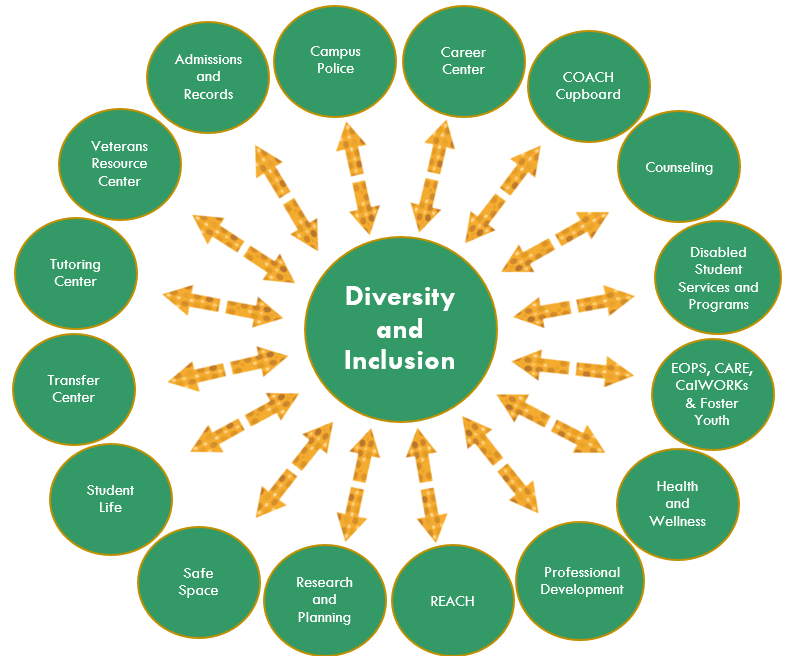 Campus
Police
Career
Center
COACH
Cupboard
Counseling
Disabled
Student
Services and
Programs
EOPS, CARE,
CalWORKs
& Foster
Youth
Health
and
Wellness
Professional
Development
REACH
Research
and
Planning
Safe
Space
Student
Life
Transfer
Center
Tutoring
Center
Veterans
Resource
Center
Admissions
and
Records
Diversity
and
Inclusion